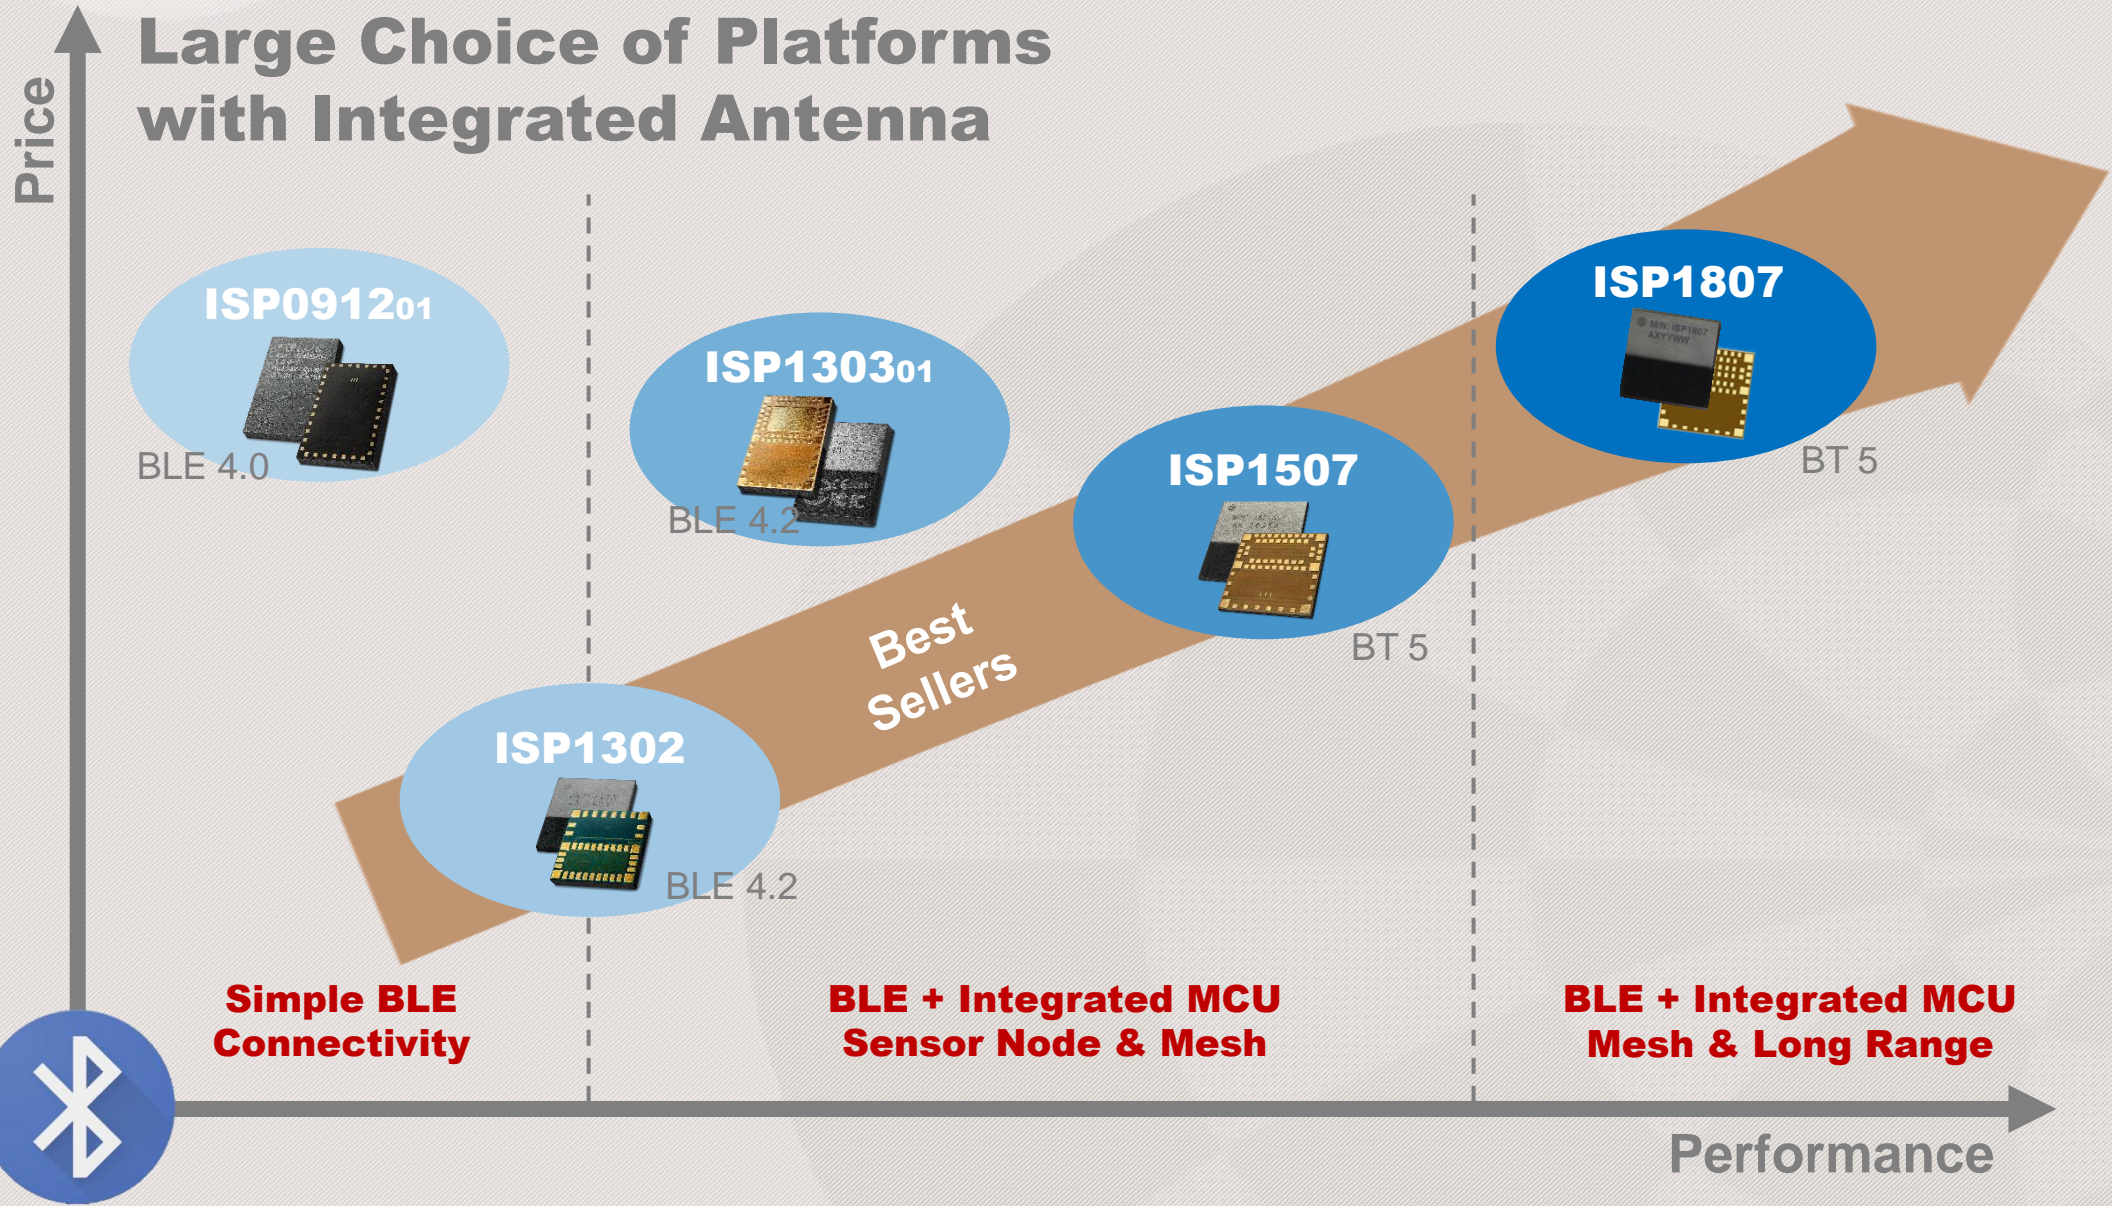 Large Choice of Platforms
with Integrated Antenna
Price
ISP091201
BLE 4.0
ISP130301
BLE 4.2
ISP1507
BT 5
ISP1807
M/N: ISP1807
AXYYWW
BT 5
Best
Sellers
ISP1302
BLE 4.2
Simple BLE
Connectivity
BLE + Integrated MCU
Sensor Node & Mesh
BLE + Integrated MCU
Mesh & Long Range
Performance